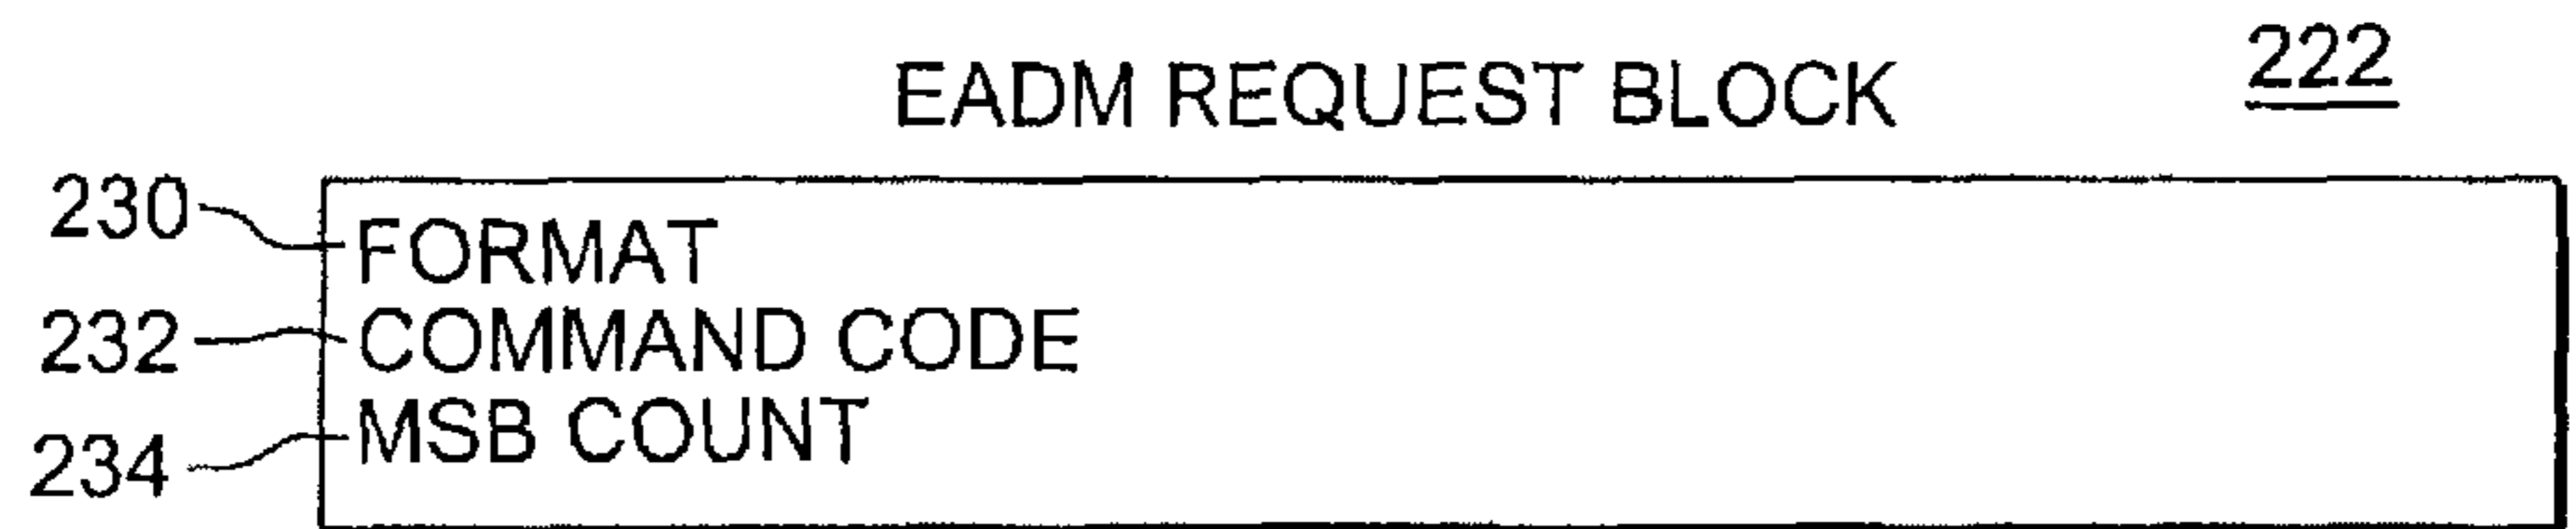 222
EADM REQUEST BLOCK
230 FORMAT
232 COMMAND CODE
234 MSB COUNT